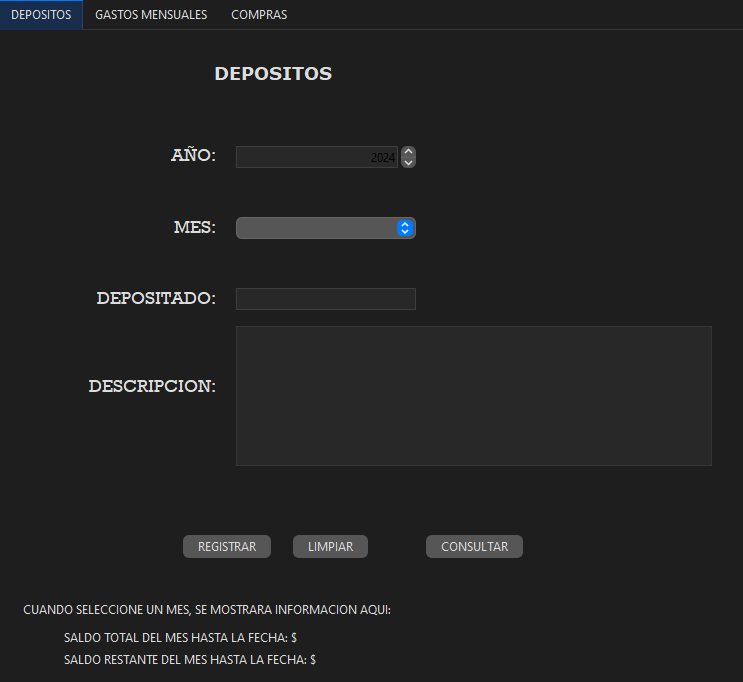 DEPOSITOS GASTOS MENSUALES COMPRAS
DEPOSITOS
AÑO: 2024
MES:
DEPOSITADO:
DESCRIPCION:
REGISTRAR LIMPIAR CONSULTAR
CUANDO SELECCIONE UN MES, SE MOSTRARA INFORMACION AQUI:
SALDO TOTAL DEL MES HASTA LA FECHA: $
SALDO RESTANTE DEL MES HASTA LA FECHA: $